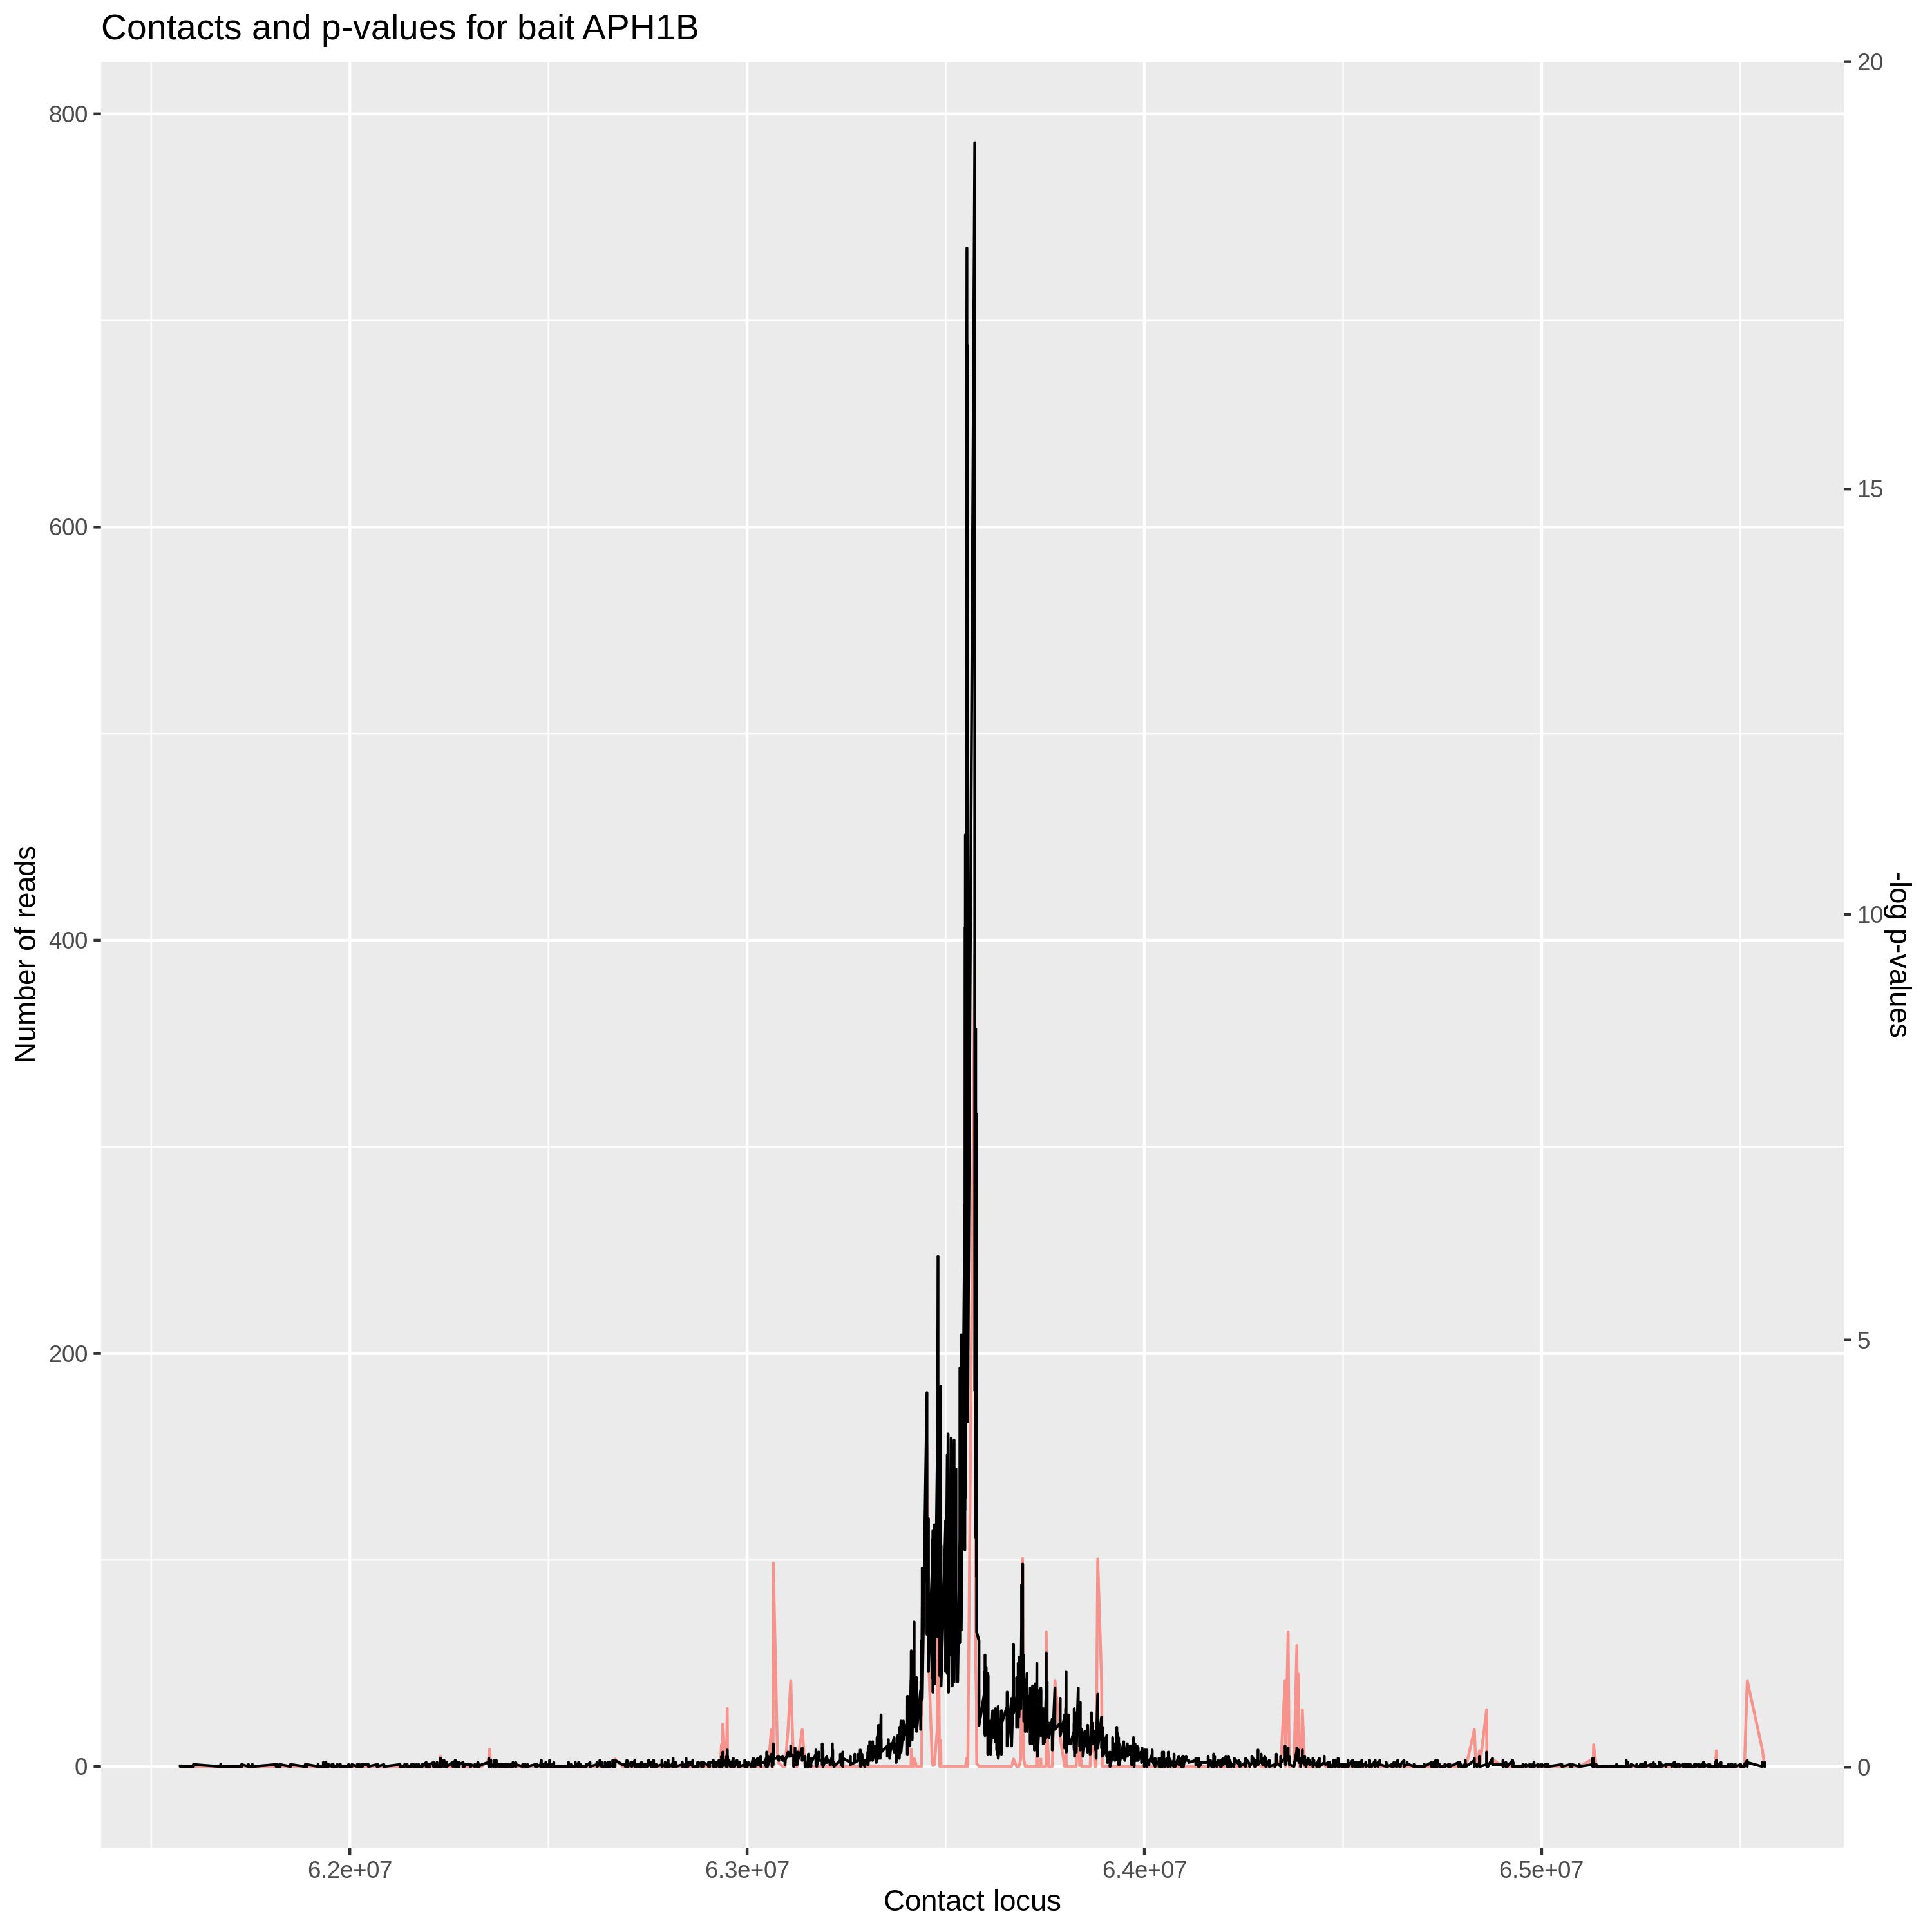 Contacts and p-values for bait APH1B
800
600
400
200
0
Number of reads
20
15
10
5
0
-log p-values
6.2e+07 6.3e+07 6.4e+07 6.5e+07
Contact locus